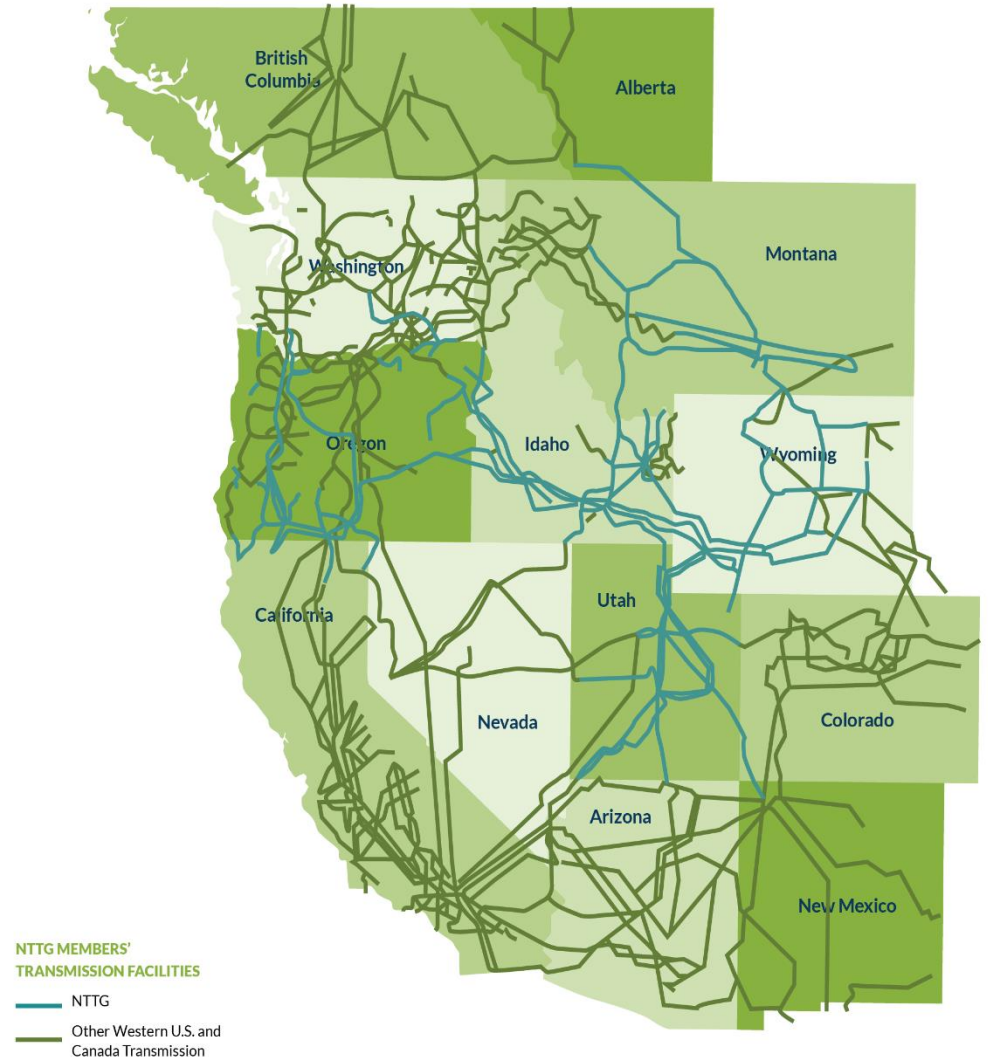 British
Columbia
Alberta
Washington
Montana
Oregon
Idaho
Wyoming
California
Utah
Nevada
Colorado
Arizona
New Mexico
NTTG MEMBERS'
TRANSMISSION FACILITIES
NTTG
Other Western U.S. and
Canada Transmission